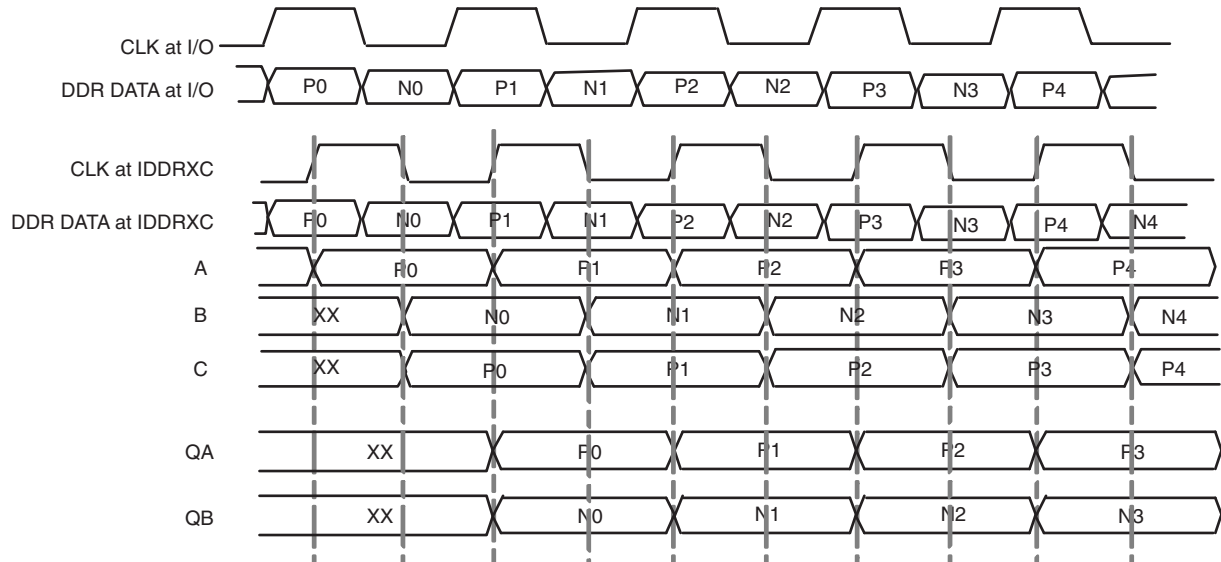 CLK at I/O
DDR DATA at I/O P0 N0 P1 N1 P2 N2 P3 N3 P4
CLK at IDDRXC
DDR DATA at IDDRXC P0 N0 P1 N1 P2 N2 P3 N3 P4 N4
A P0 P1 P2 P3 P4
B XX N0 N1 N2 N3 N4
C XX P0 P1 P2 P3 P4
QA XX P0 P1 P2 P3
QB XX N0 N1 N2 N3